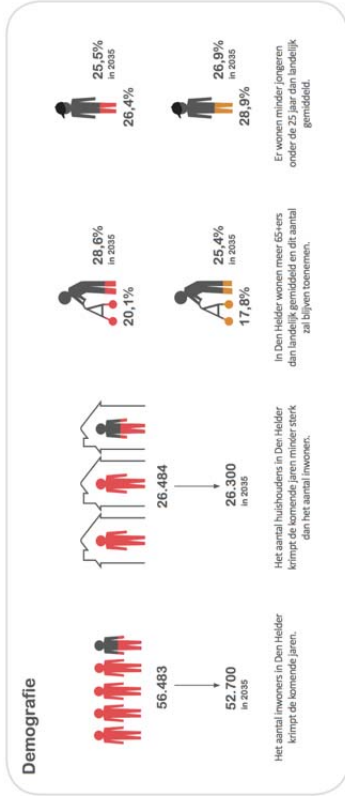 Demografie
56.483
52.700
in 2035
Het aantal inwoners in Den Helder
krimpt de komende jaren.
26.484
26.300
in 2035
Het aantal huishoudens in Den Helder
krimpt de komende jaren minier sterk
dan het aantal inwonen.
20,1%
28,6%
in 2035
17,8%
25,4%
in 2035
In Den Helder wonen meer 65+ers
dan landelijk gemiddeld en dit aantal
zal blijven toenemen.
26,4%
25,5%
in 2035
28,9%
26,9%
in 2035
Er wonen minder jongeren
onder de 25 jaar dan landelijk
gemiddeld.